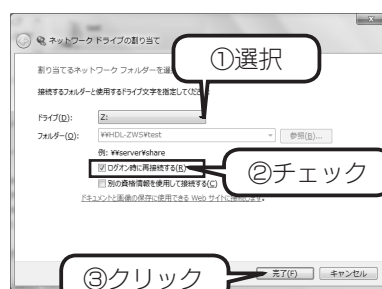 ネットワーク ドライブの割り当て
①選択
割り当てるネットワーク フォルダーを選
接続するフォルダーと使用するドライブ文字を指定してくだ
ドライブ(D): Z:
フォルダー(O): ¥¥HDL-ZWS¥test 参照(B)...
例: ¥¥server¥share
ログオン時に再接続する(R)
②チェック
別の資格情報を使用して接続する(C)
ドキュメントと画像の保存に使用できる Web サイトに接続します。
③クリック
完了(F) キャンセル